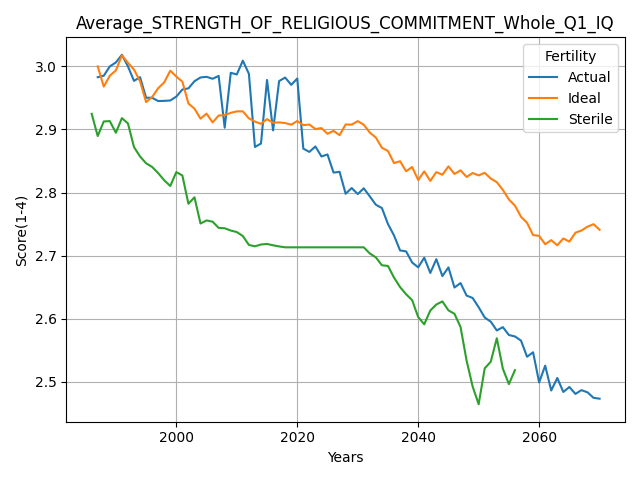 Average_STRENGTH_OF_RELIGIOUS_COMMITMENT_Whole_Q1_IQ
Fertility
Actual
Ideal
Sterile
Score(1-4)
3.0
2.9
2.8
2.7
2.6
2.5
2000
2020
2040
2060
Years